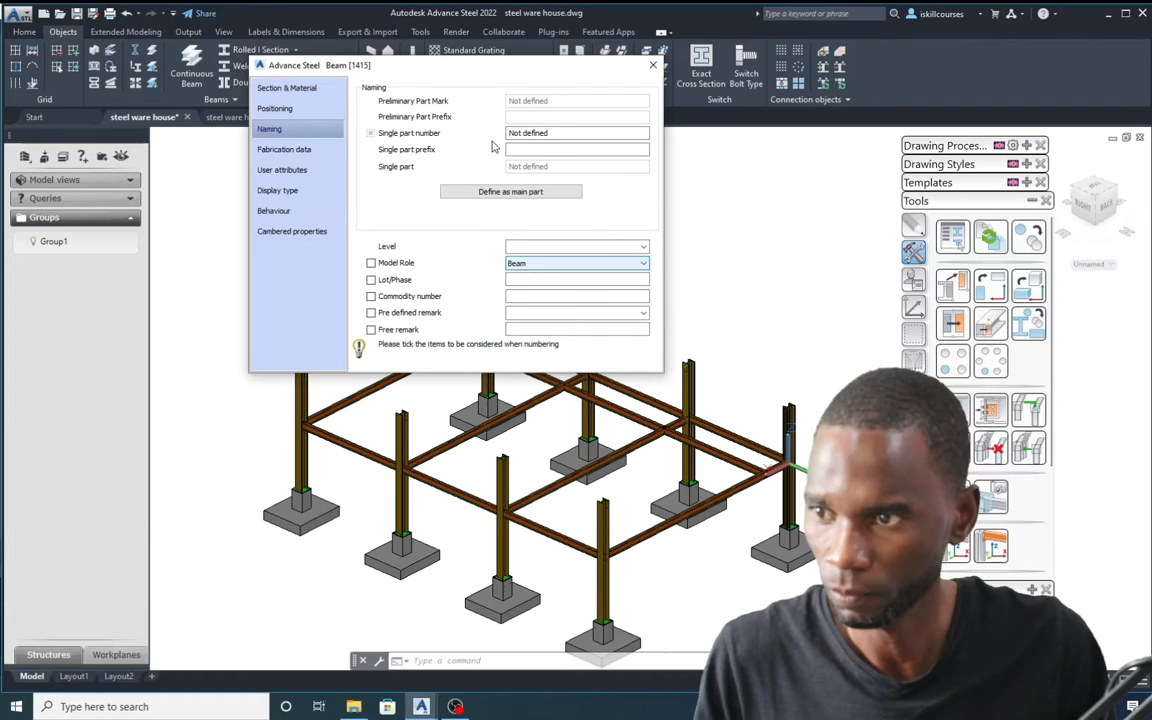 Share
Autodesk Advance Steel 2022 steel ware house.dwg
Type a keyword or phrase
iskillcourses
Home Objects Extended Modeling Output View Labels & Dimensions Export & Import Tools Render Collaborate Plug-ins Featured Apps
Continuous Beam
Rolled I Section
Standard Grating
Exact Cross Section
Switch Bolt Type
Grid Beams Switch Connection objects
Start steel ware house* steel ware hous
Model views
Queries
Groups
Group1
Advance Steel Beam [1415]
Section & Material
Positioning
Naming
Fabrication data
User attributes
Display type
Behaviour
Cambered properties
Naming
Preliminary Part Mark Not defined
Preliminary Part Prefix
Single part number Not defined
Single part prefix
Single part Not defined
Define as main part
Level
Model Role Beam
Lot/Phase
Commodity number
Pre defined remark
Free remark
Please tick the items to be considered when numbering
Drawing Proces...
Drawing Styles
Templates
Tools
RIGHT BACK
Unnamed
Structures Workplanes
Type a command
Model Layout1 Layout2
Type here to search